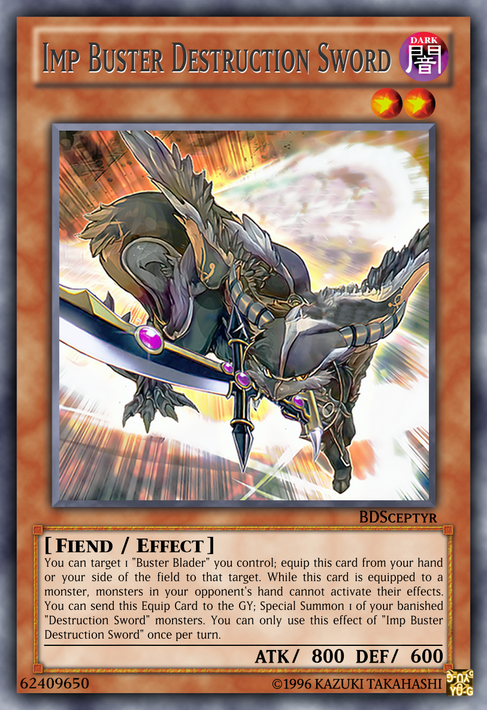 Imp Buster Destruction Sword
DARK
闇
BDSceptyr
[ Fiend / Effect ]
You can target 1 "Buster Blader" you control; equip this card from your hand
or your side of the field to that target. While this card is equipped to a
monster, monsters in your opponent's hand cannot activate their effects.
You can send this Equip Card to the GY; Special Summon 1 of your banished
"Destruction Sword" monsters. You can only use this effect of "Imp Buster
Destruction Sword" once per turn.
ATK/ 800 DEF/ 600
62409650
©1996 KAZUKI TAKAHASHI